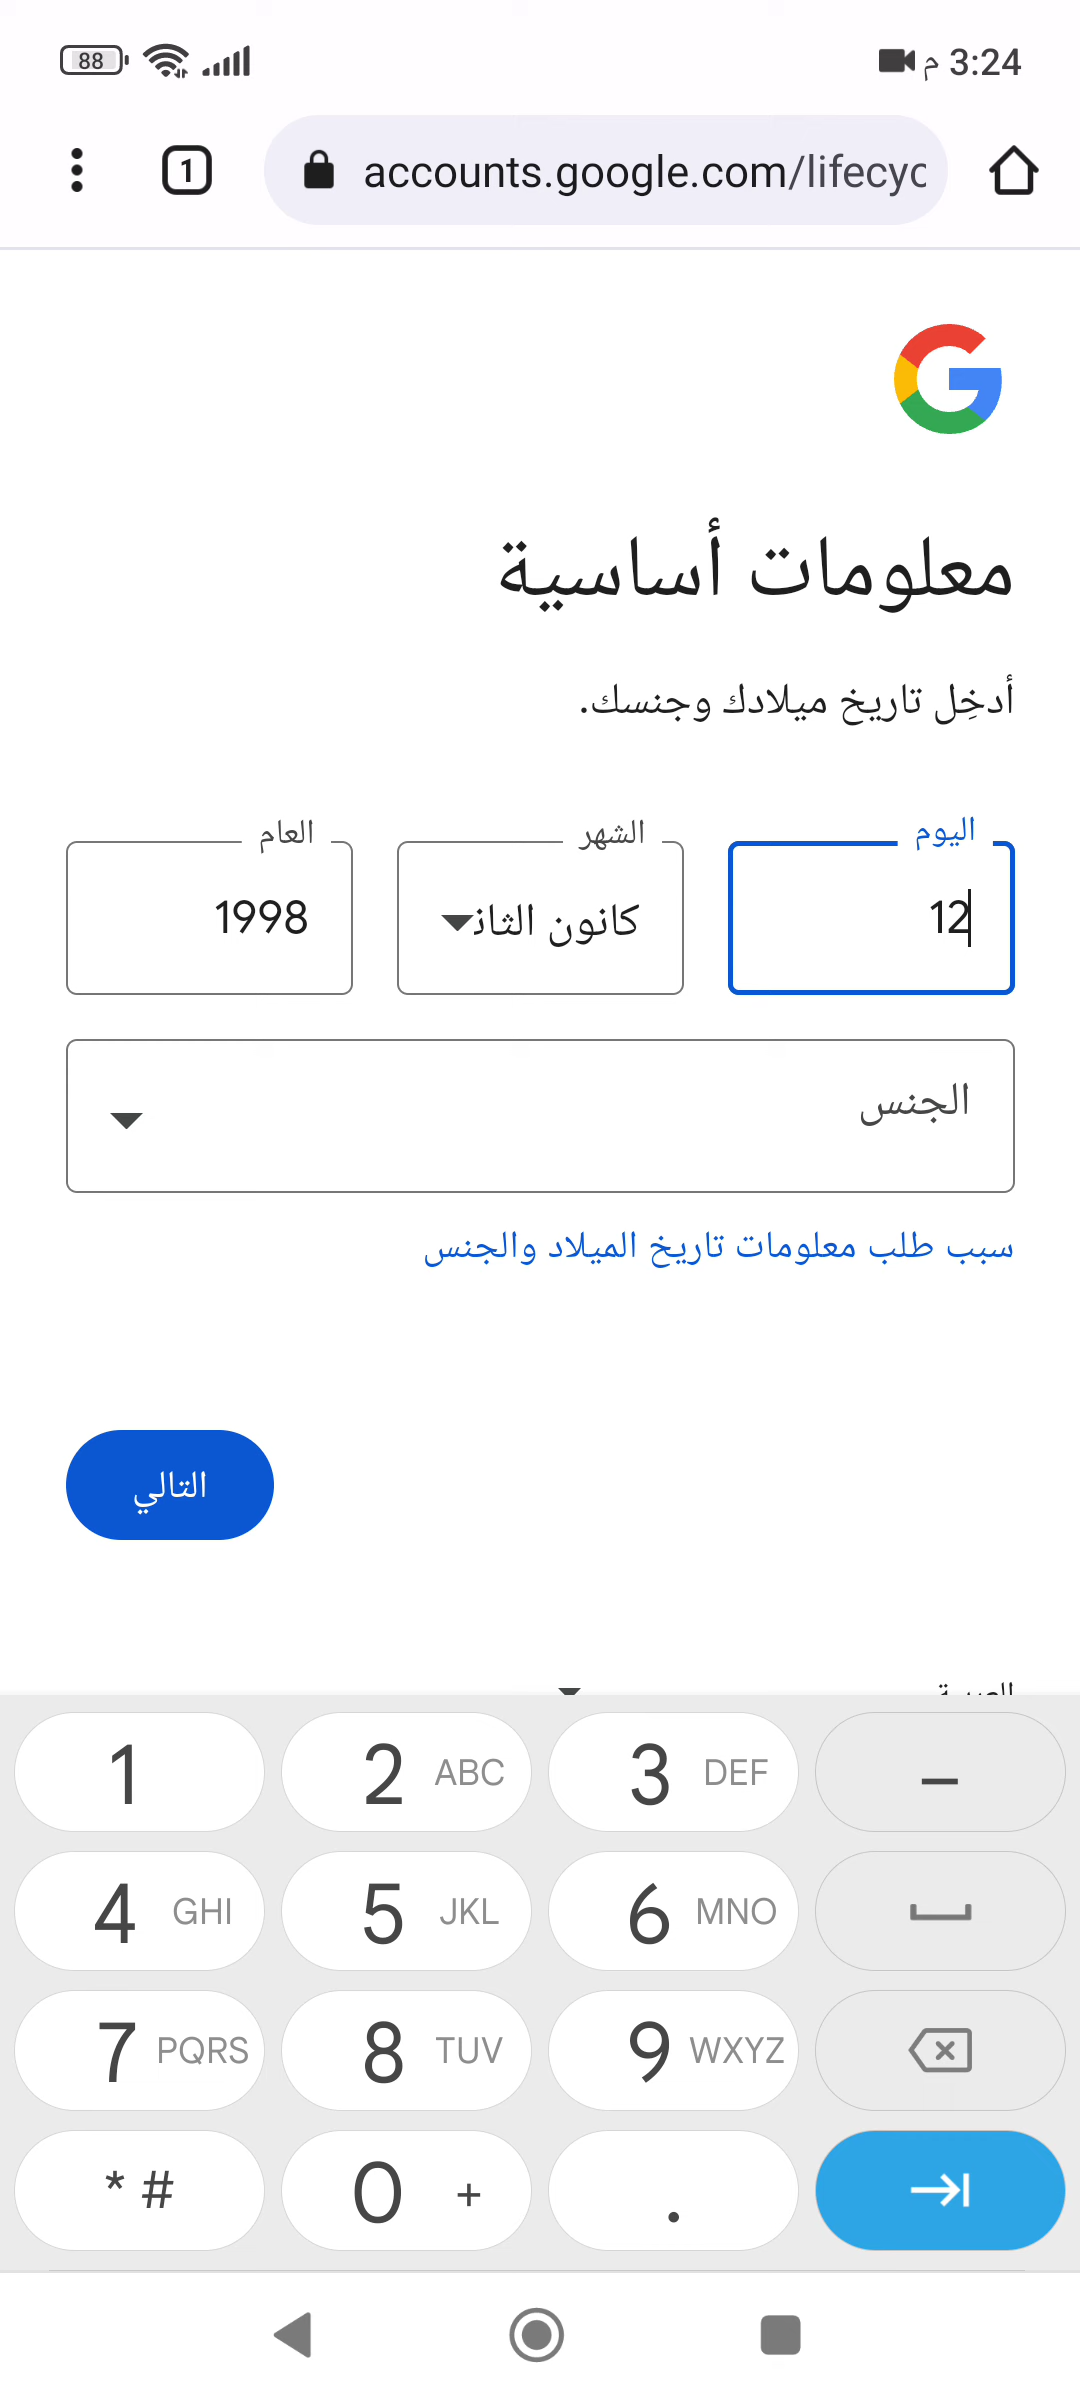 88
3:24 م
1
accounts.google.com/lifecyc
معلومات أساسية
أدخِل تاريخ ميلادك وجنسك.
اليوم الشهر العام
12 كانون الثاني 1998
الجنس
سبب طلب معلومات تاريخ الميلاد والجنس
التالي
1 2 ABC 3 DEF –
4 GHI 5 JKL 6 MNO
7 PQRS 8 TUV 9 WXYZ
* # 0 + .